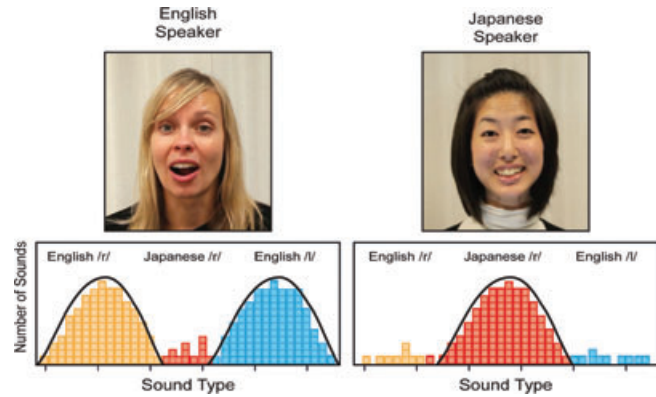 English
Speaker
Japanese
Speaker
Number of Sounds
English /r/ Japanese /r/ English /l/
English /r/ Japanese /r/ English /l/
Sound Type
Sound Type